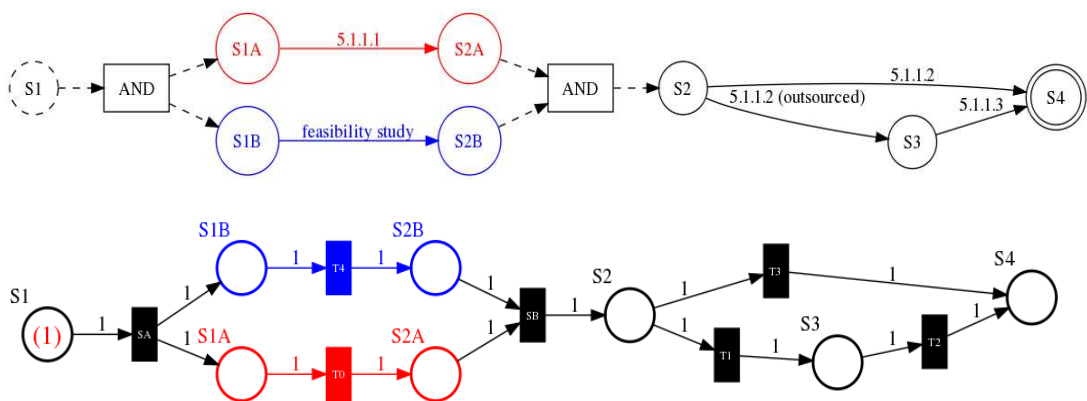 S1
AND
S1A
5.1.1.1
S2A
S1B
feasibility study
S2B
AND
S2
5.1.1.2
5.1.1.2 (outsourced)
S3
5.1.1.3
S4
S1
(1)
1
SA
1
1
S1B
1
T4
1
S2B
1
S1A
1
T0
1
S2A
1
SB
1
S2
1
T3
1
1
T1
1
S3
1
T2
1
S4